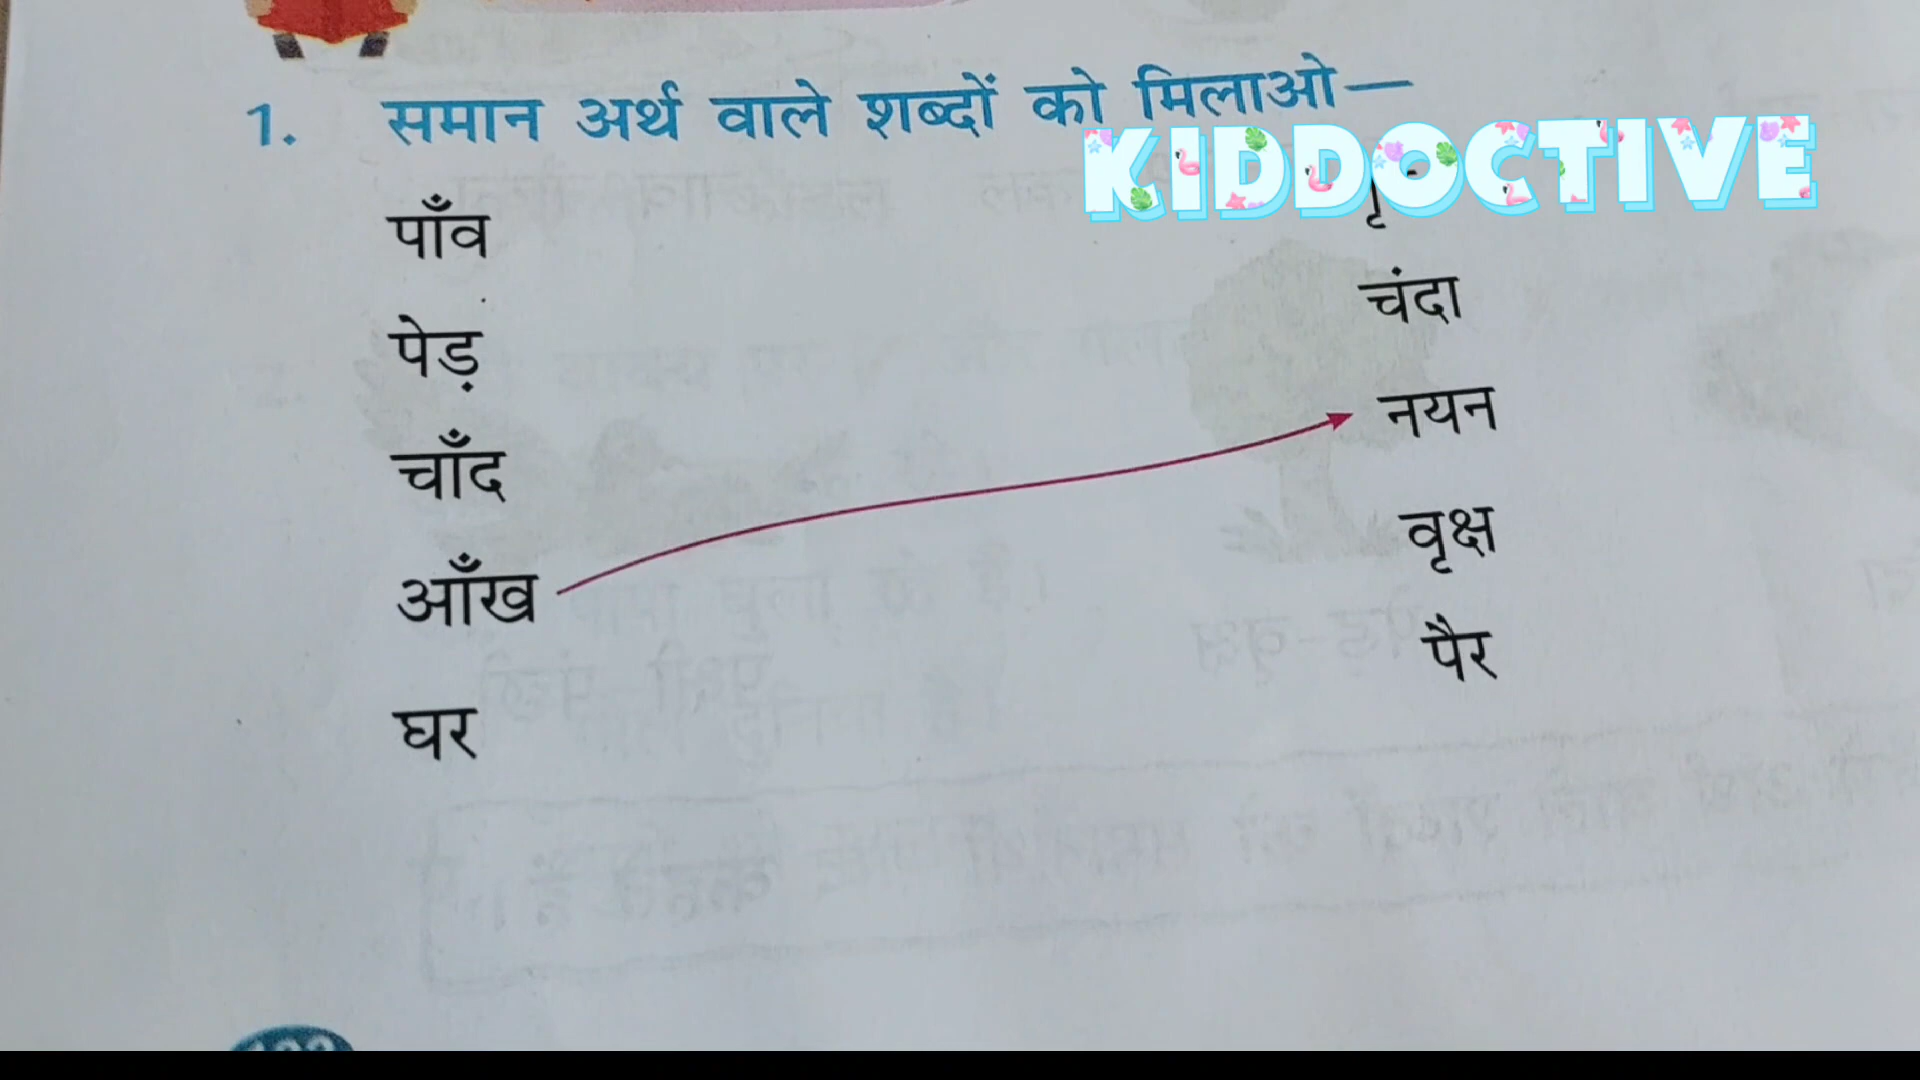 1. समान अर्थ वाले शब्दों को मिलाओ—
KIDDOCTIVE
पाँव
चंदा
पेड़
नयन
चाँद
वृक्ष
आँख
पैर
घर